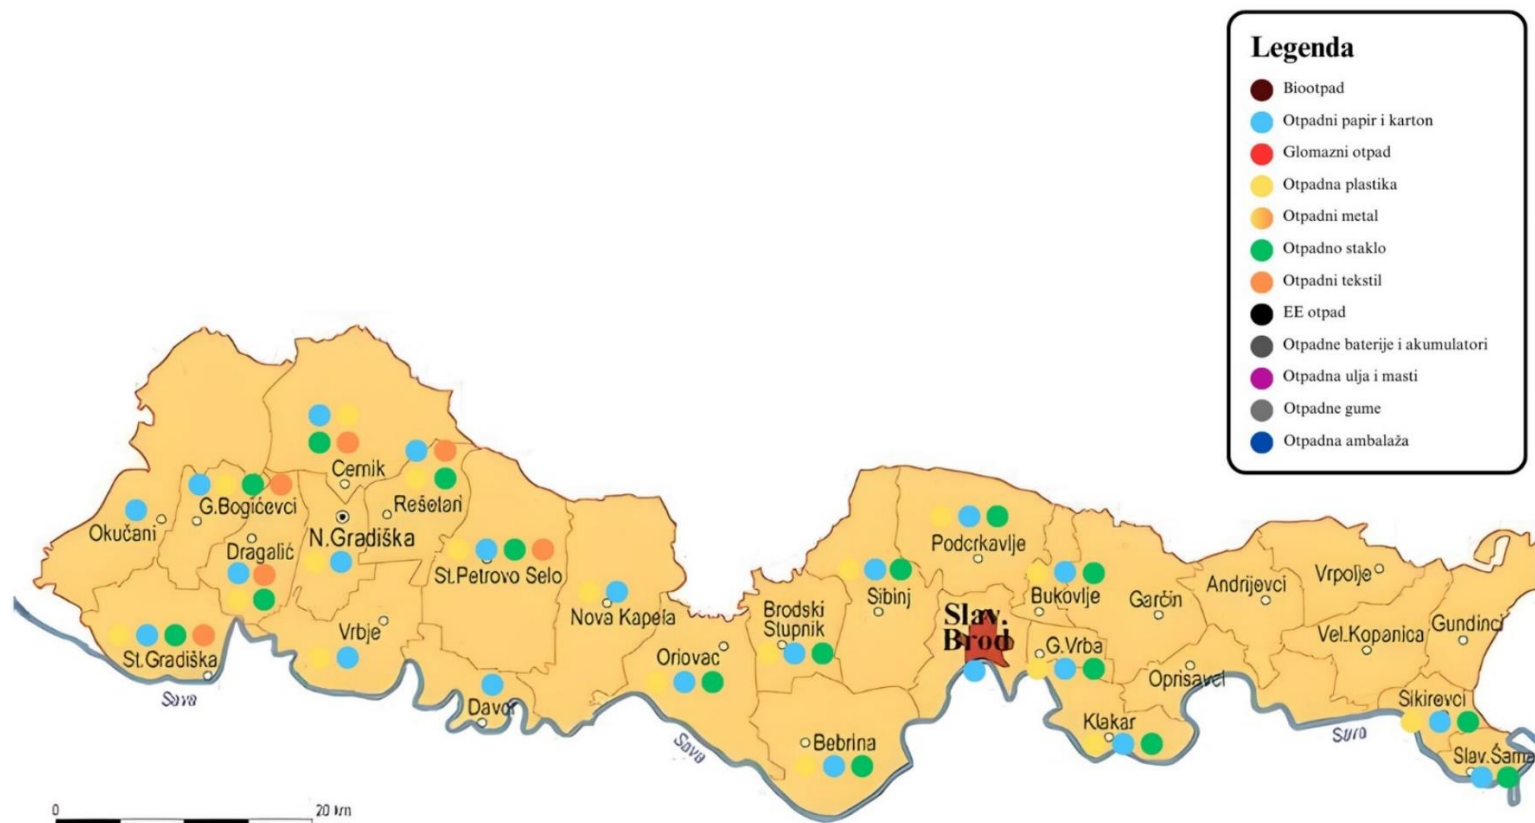 Legenda
Biootpad
Otpadni papir i karton
Glomazni otpad
Otpadna plastika
Otpadni metal
Otpadno staklo
Otpadni tekstil
EE otpad
Otpadne baterije i akumulatori
Otpadna ulja i masti
Otpadne gume
Otpadna ambalaža
Cernik
Rešetari
G.Bogićevci
Okučani
N.Gradiška
Dragalić
St.Petrovo Selo
Nova Kapela
Vrbje
St.Gradiška
Sava
Davor
Oriovac
Brodski
Stupnik
Sibinj
Podcrkavlje
Bukovlje
Slav.
Brod
G.Vrba
Garčin
Andrijevci
Vrpolje
Vel.Kopanica
Gundinci
Oprisavci
Klakar
Bebrina
Sava
Sikirevci
Sava
Slav.Šama
0
20 km